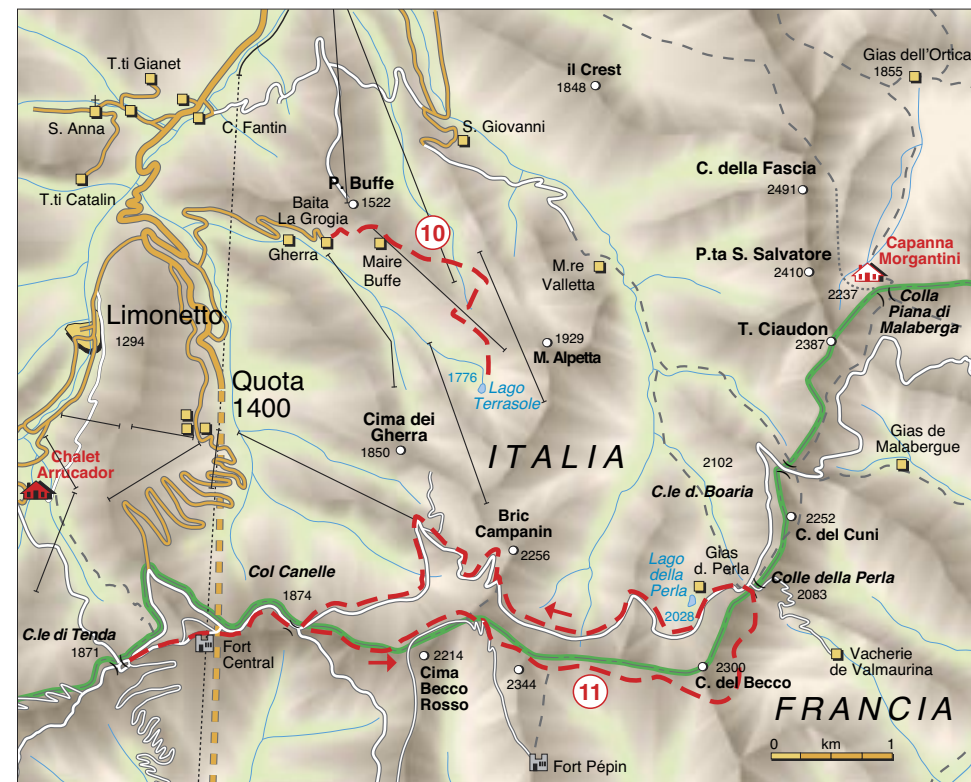 T.ti Gianet
S. Anna
C. Fantin
T.ti Catalin
il Crest
1848
Gias dell'Ortica
1855
S. Giovanni
P. Buffe
1522
Baita
La Grogia
Gherra
Maire
Buffe
10
C. della Fascia
2491
M.re
Valletta
P.ta S. Salvatore
2410
Capanna
Morgantini
2237
Colla
Piana di
Malaberga
T. Ciaudon
2387
Limonetto
1294
Quota
1400
1929
M. Alpetta
1776
Lago
Terrasole
Cima dei
Gherra
1850
ITALIA
Chalet
Arrucador
2102
C.le d. Boaria
Gias de
Malabergue
2252
C. del Cuni
Bric
Campanin
2256
Lago
della
Perla
2028
Gias
d. Perla
Colle della Perla
2083
Col Canelle
1874
C.le di Tenda
1871
Fort
Central
2214
Cima
Becco
Rosso
2344
11
2300
C. del Becco
Vacherie
de Valmaurina
FRANCIA
Fort Pépin
0 km 1